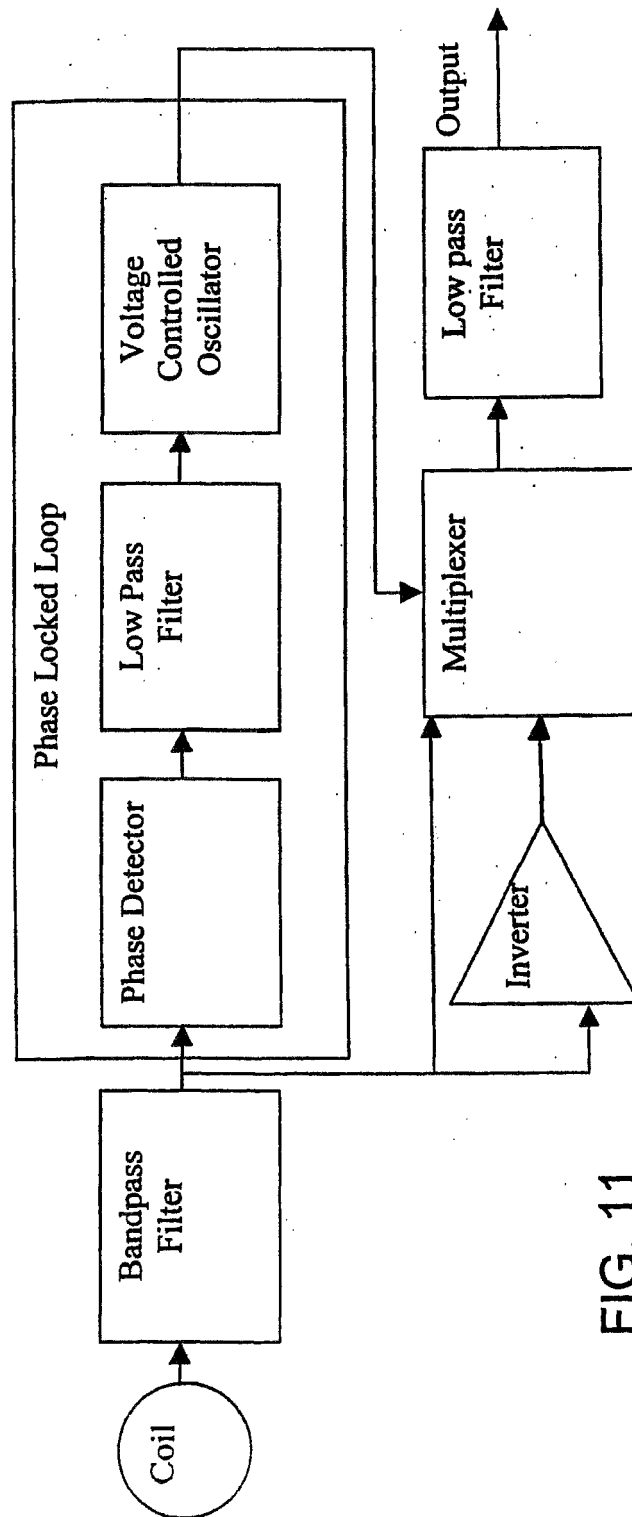 Phase Locked Loop
Coil
Bandpass
Filter
Phase Detector
Low Pass
Filter
Voltage
Controlled
Oscillator
Inverter
Multiplexer
Low pass
Filter
Output
FIG. 11